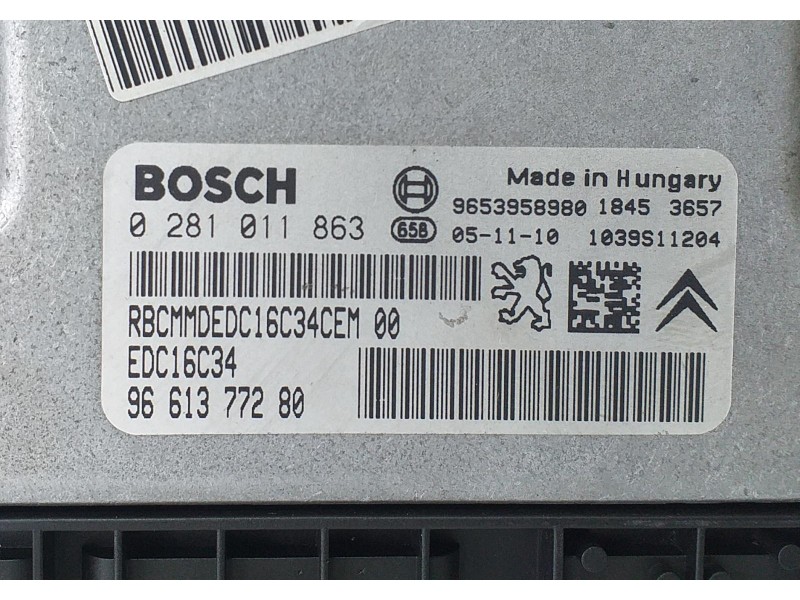 BOSCH
Made in Hungary
0 281 011 863
9653958980 1845 3657
658 05-11-10 1039S11204
RBCMMDEDC16C34CEM 00
EDC16C34
96 613 772 80